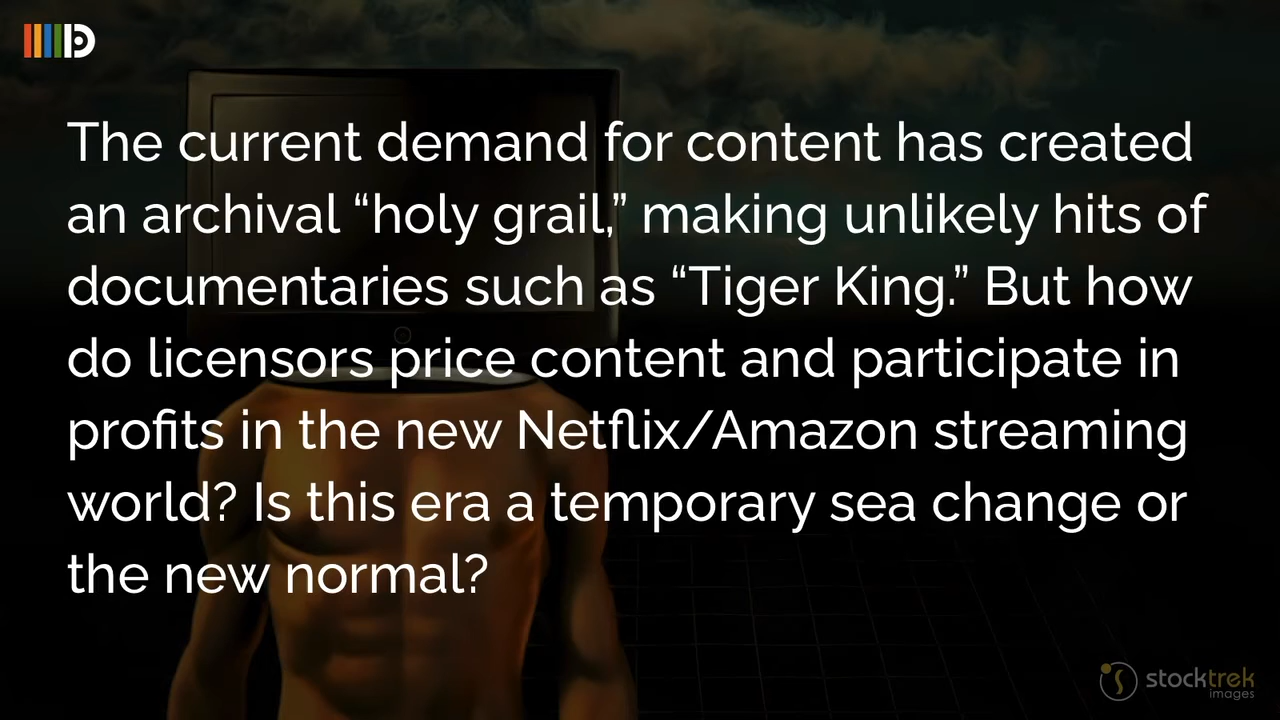 The current demand for content has created
an archival “holy grail,” making unlikely hits of
documentaries such as “Tiger King.” But how
do licensors price content and participate in
profits in the new Netflix/Amazon streaming
world? Is this era a temporary sea change or
the new normal?
stocktrek
images